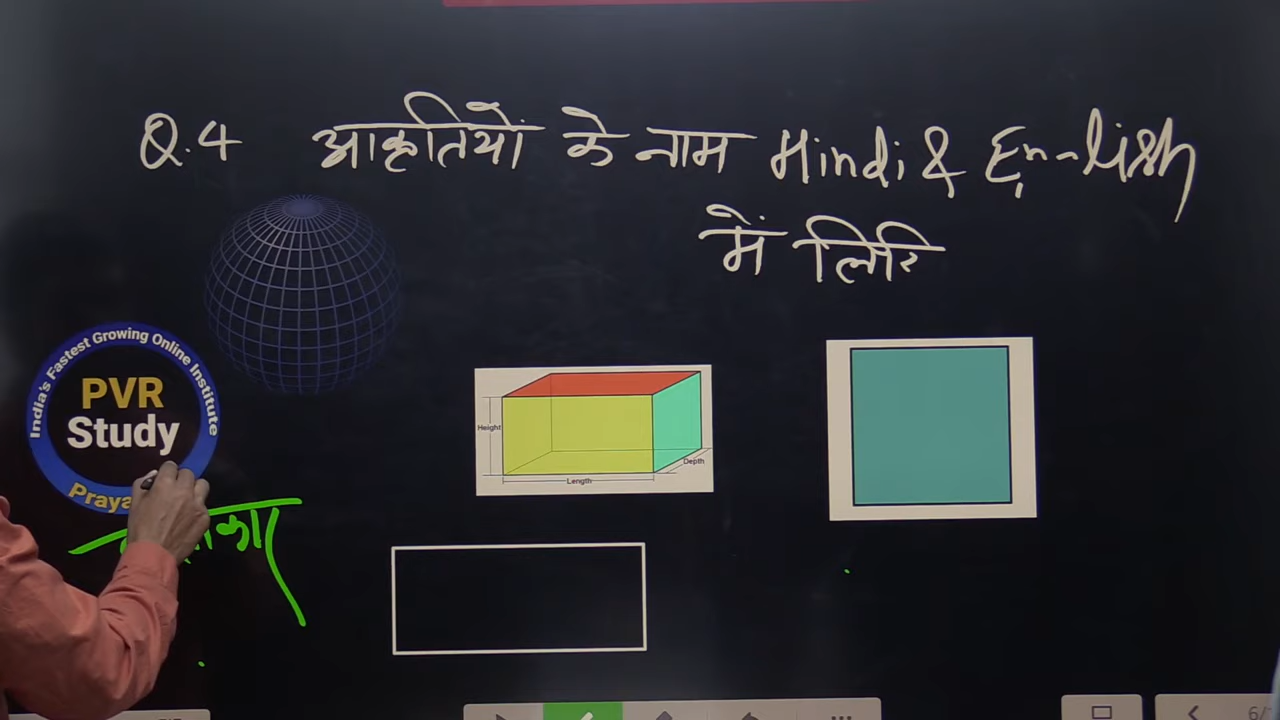 Q.4 आकृतियों के नाम Hindi & English
में लिरि
India's Fastest Growing Online Institute
PVR
Study
Height
Depth
Length